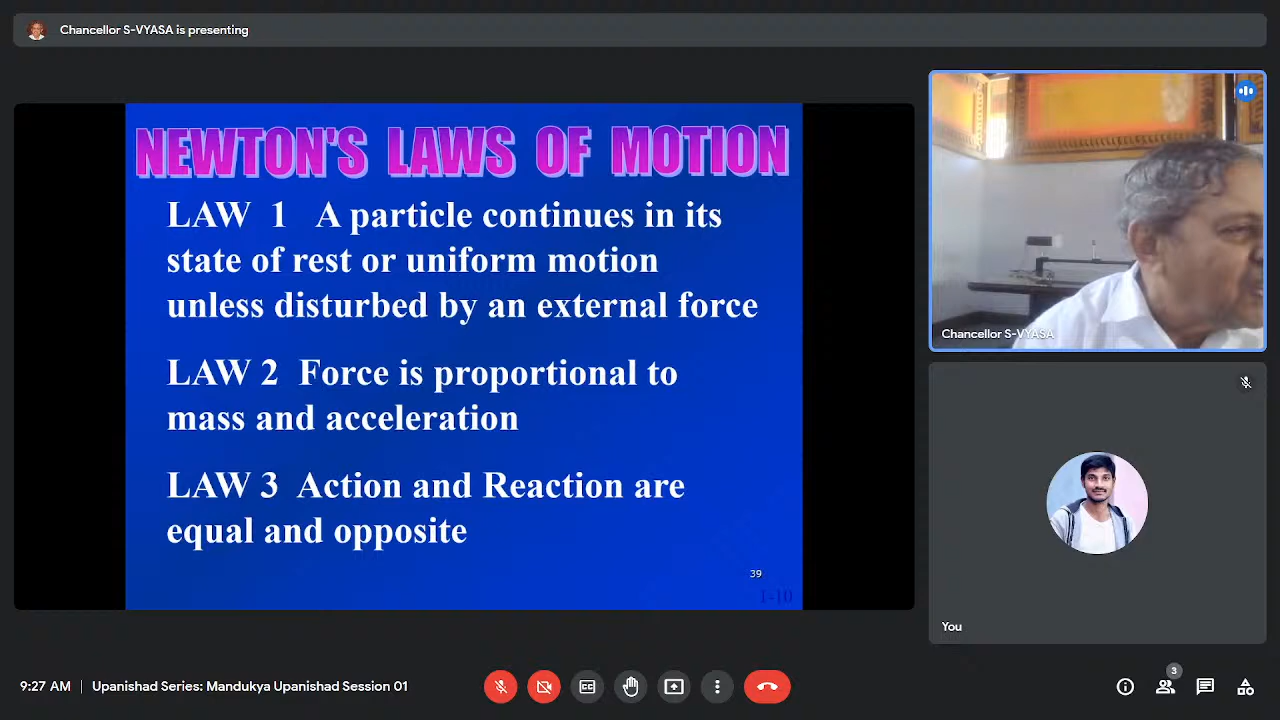 Chancellor S-VYASA is presenting
NEWTON'S LAWS OF MOTION
LAW 1 A particle continues in its
state of rest or uniform motion
unless disturbed by an external force
LAW 2 Force is proportional to
mass and acceleration
LAW 3 Action and Reaction are
equal and opposite
39
1-10
Chancellor S-VYASA
You
9:27 AM | Upanishad Series: Mandukya Upanishad Session 01
CC
3